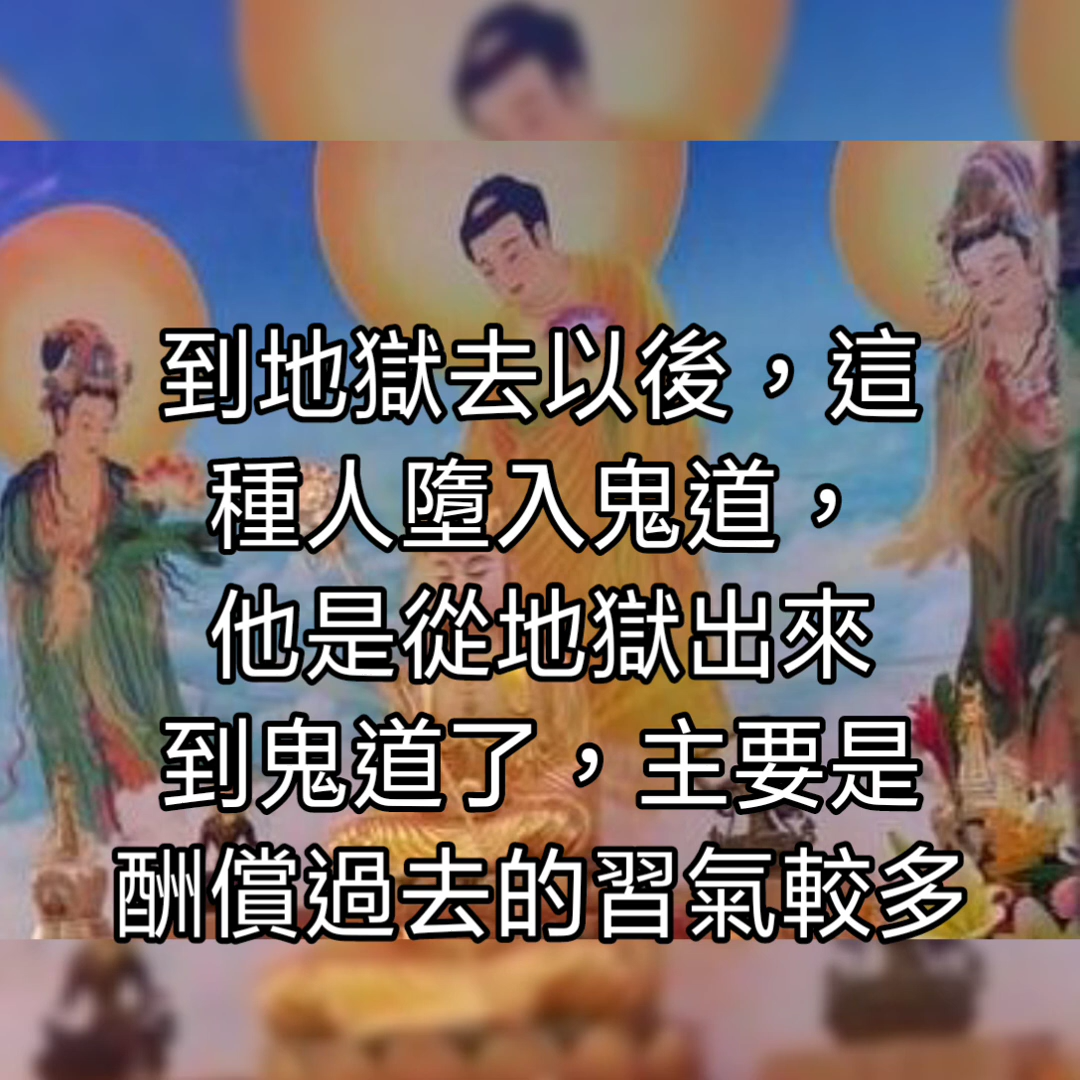 到地獄去以後，這
種人墮入鬼道，
他是從地獄出來
到鬼道了，主要是
酬償過去的習氣較多